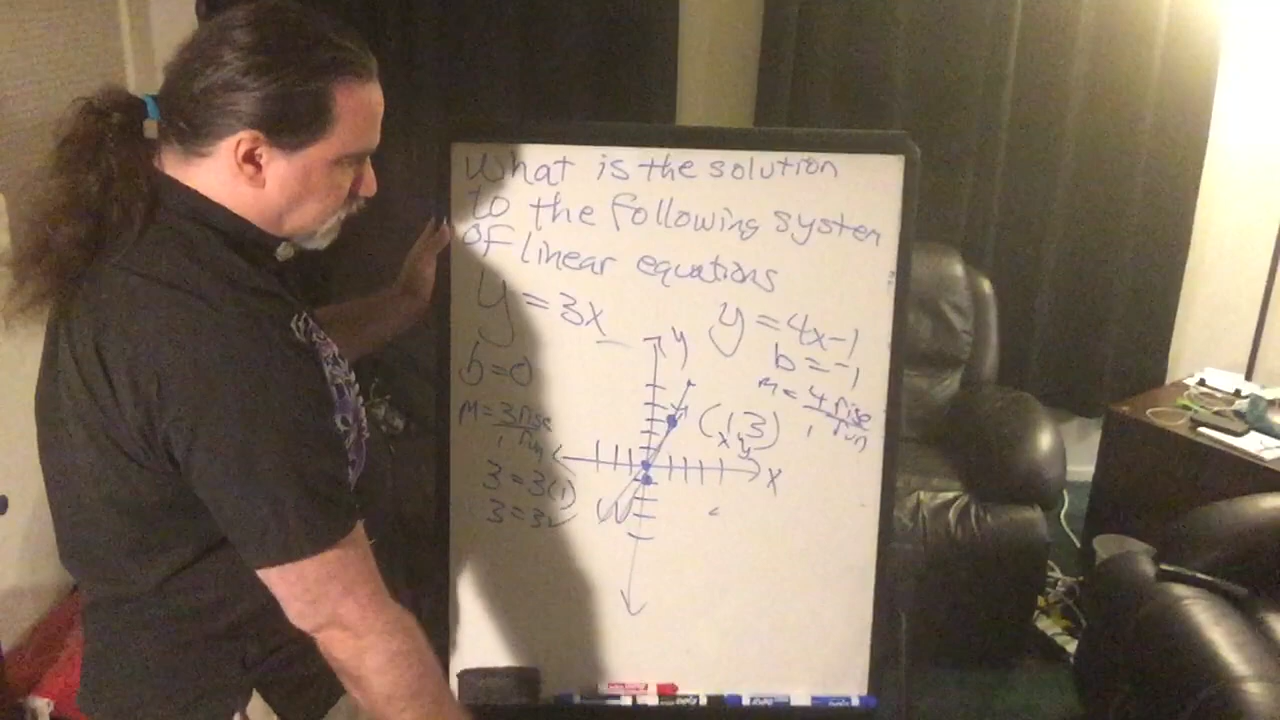 What is the solution
to the following system
of linear equations
y = 3x y = 4x-1
b=0 b = -1
y
M = 3 rise m = 4 rise
1 run 1 run
(1,3)
x y
x
3 = 3(1)
3 = 3✓